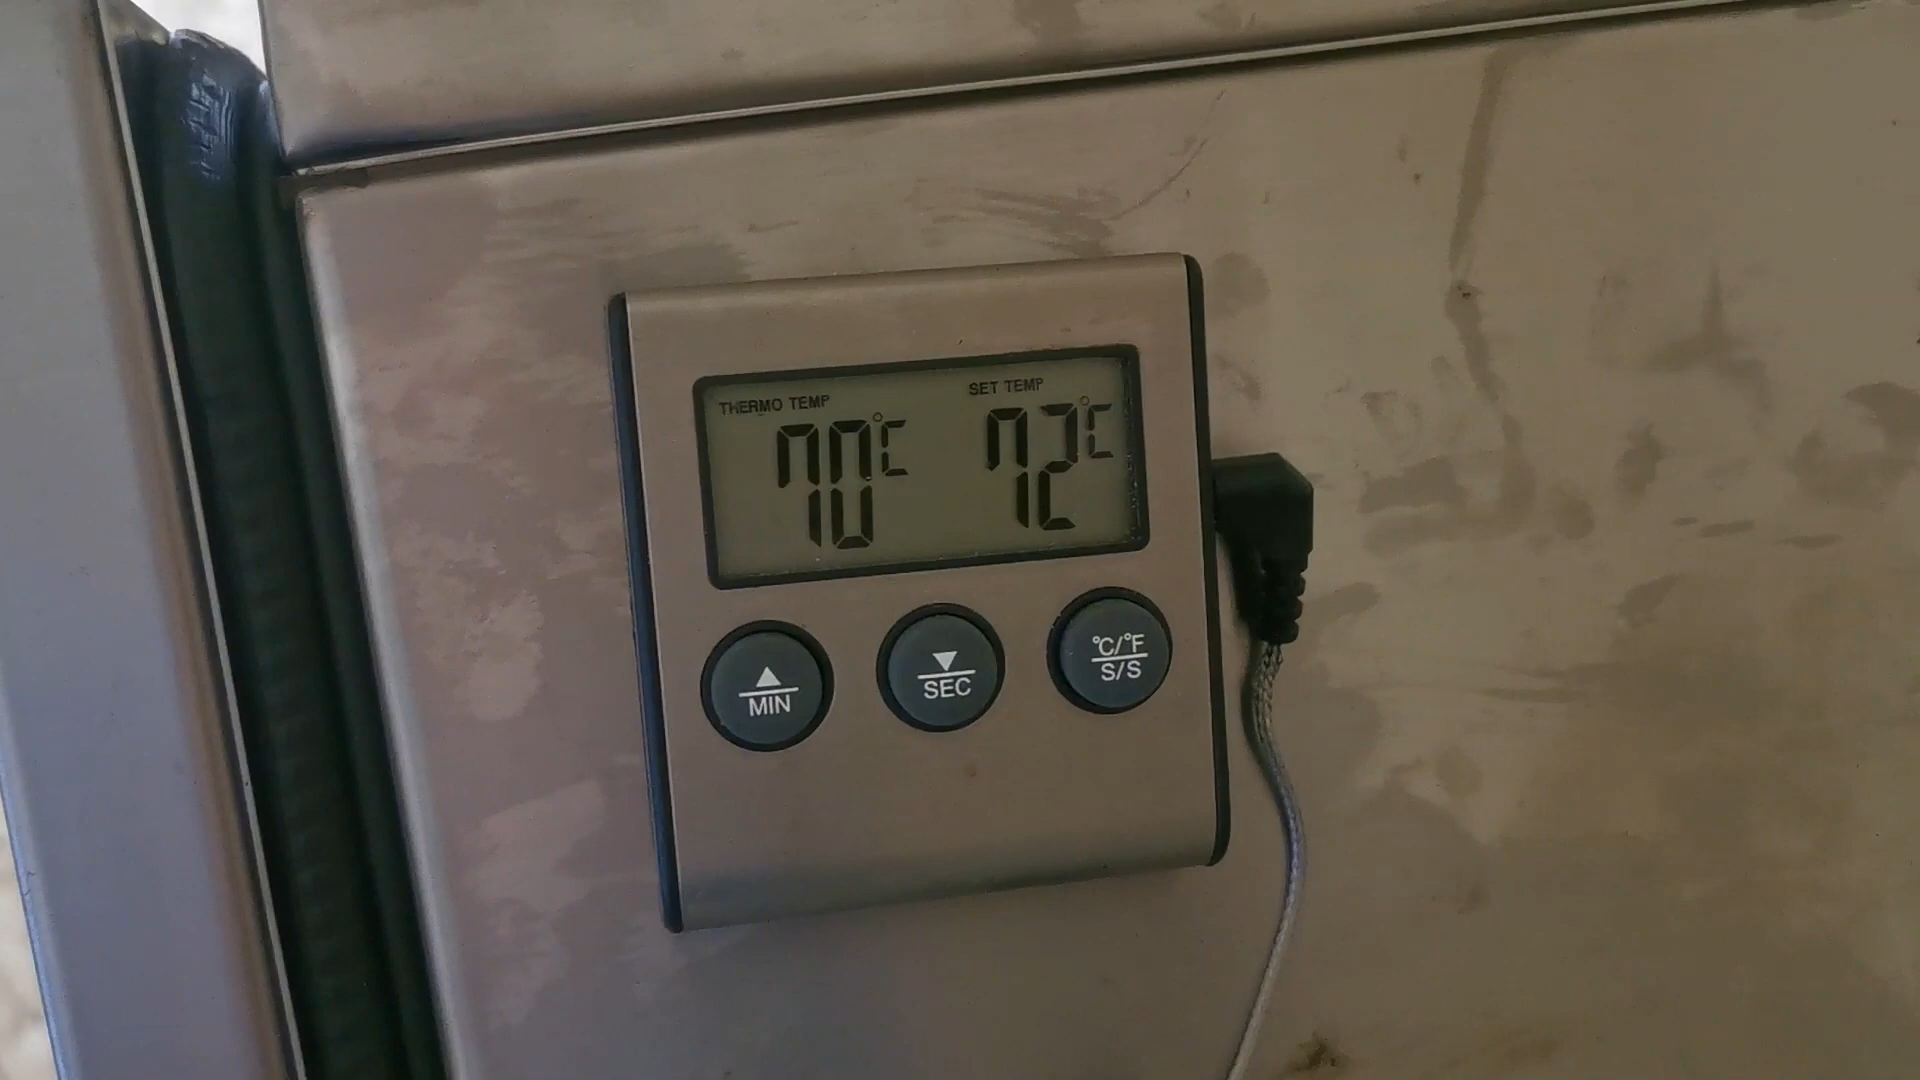 THERMO TEMP SET TEMP
70°C 72°C
▲ ▼ °C/°F
MIN SEC S/S